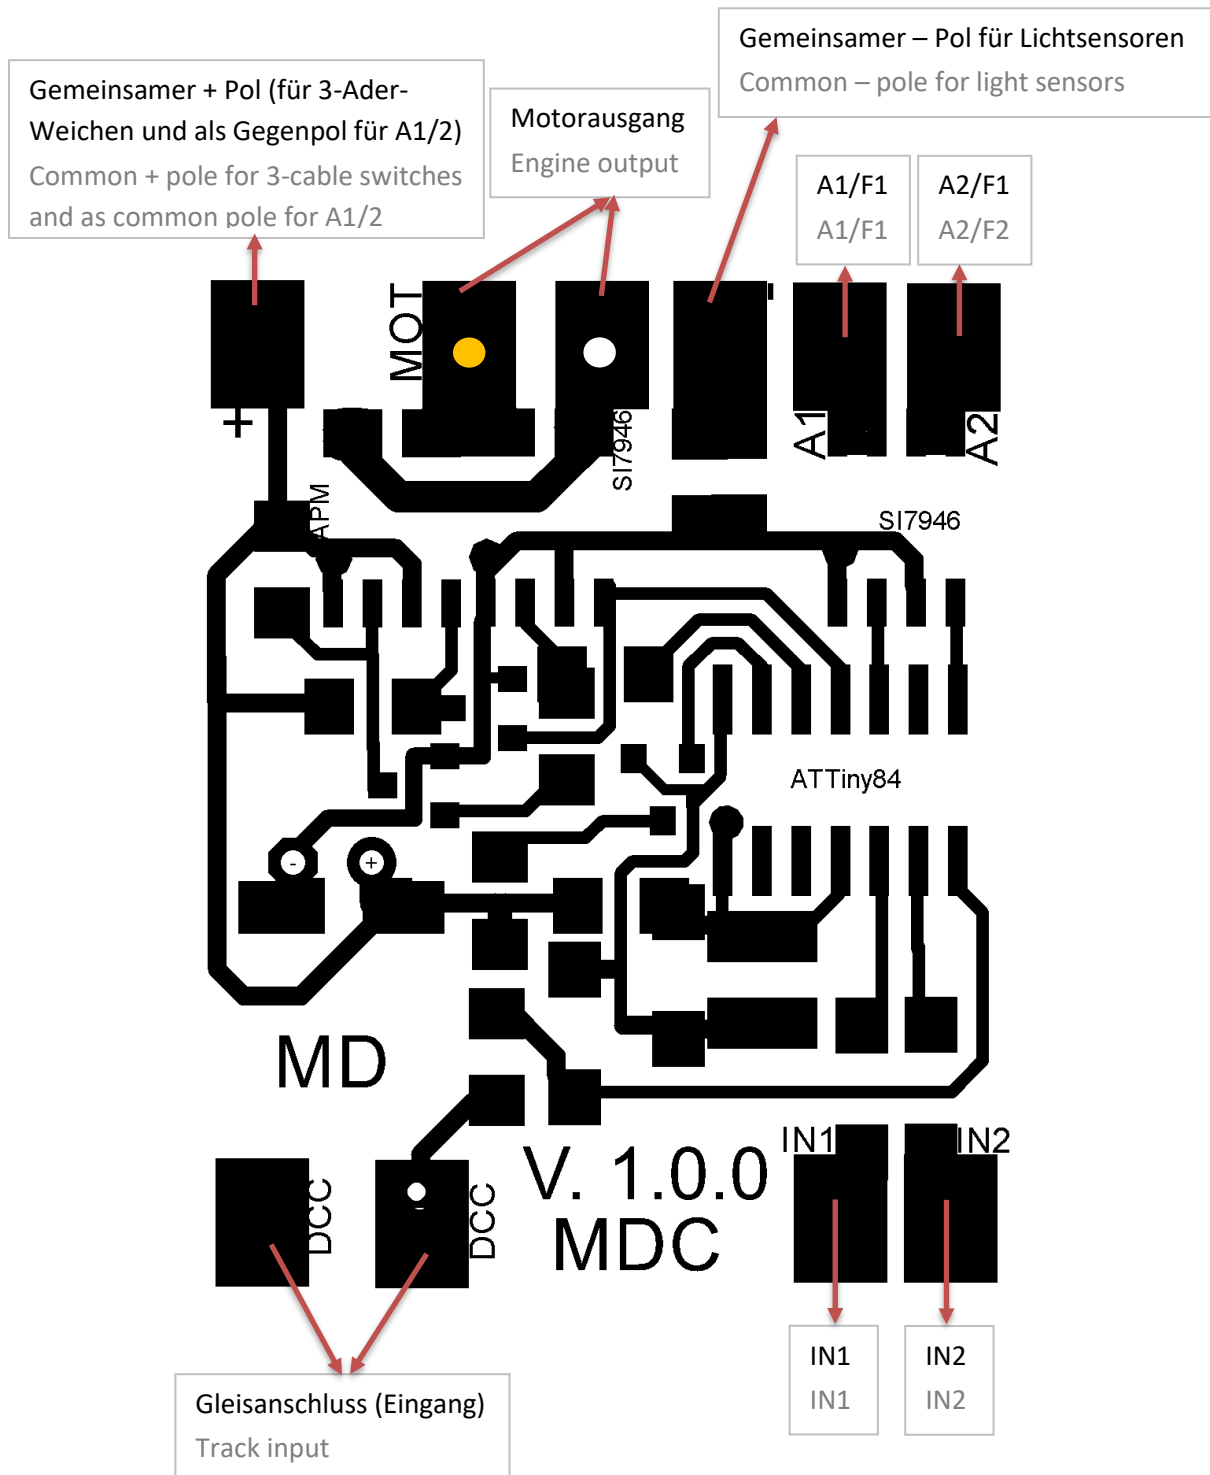 Gemeinsamer – Pol für Lichtsensoren
Common – pole for light sensors
Gemeinsamer + Pol (für 3-Ader-
Weichen und als Gegenpol für A1/2)
Common + pole for 3-cable switches
and as common pole for A1/2
Motorausgang
Engine output
A1/F1
A1/F1
A2/F1
A2/F2
MOT
-
+
A1
A2
SI7946
APM
SI7946
ATTiny84
-
+
MD
DCC
DCC
V. 1.0.0
MDC
IN1
IN2
IN1
IN1
IN2
IN2
Gleisanschluss (Eingang)
Track input